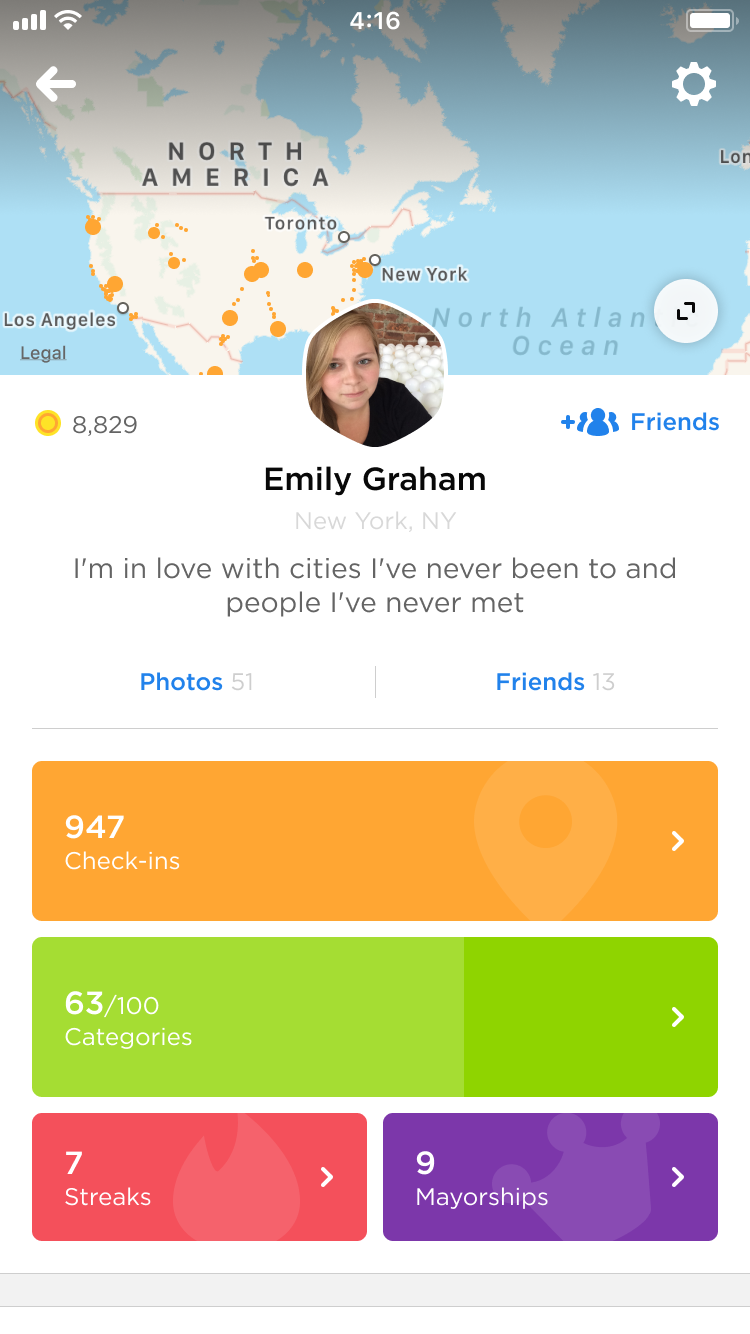 4:16
NORTH
AMERICA
Lon
Toronto
New York
Los Angeles
North Atlan
Ocean
Legal
8,829
+ Friends
Emily Graham
New York, NY
I'm in love with cities I've never been to and
people I've never met
Photos 51
Friends 13
947
Check-ins
63/100
Categories
7
Streaks
9
Mayorships